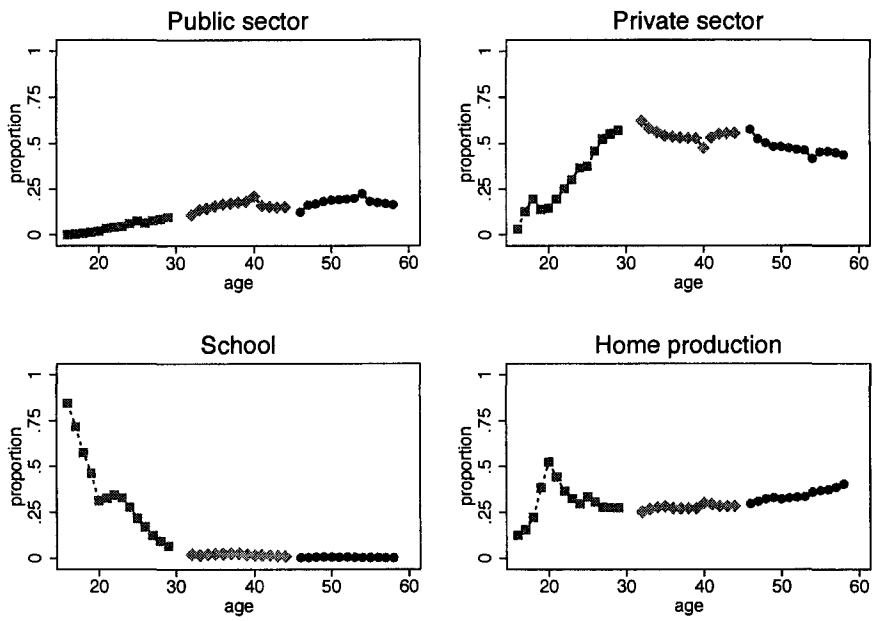 Public sector
proportion
0 .25 .5 .75 1
20 30 40 50 60
age
Private sector
proportion
0 .25 .5 .75 1
20 30 40 50 60
age
School
proportion
0 .25 .5 .75 1
20 30 40 50 60
age
Home production
proportion
0 .25 .5 .75 1
20 30 40 50 60
age